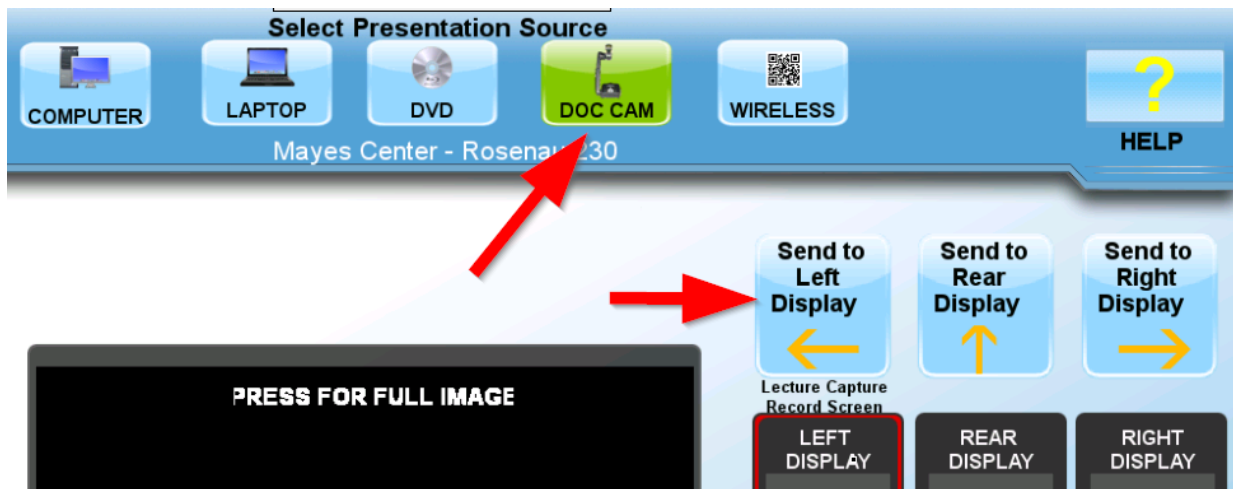 Select Presentation Source
COMPUTER
LAPTOP
DVD
DOC CAM
WIRELESS
?
HELP
Mayes Center - Rosenau 230
Send to
Left
Display
Send to
Rear
Display
Send to
Right
Display
Lecture Capture
Record Screen
PRESS FOR FULL IMAGE
LEFT
DISPLAY
REAR
DISPLAY
RIGHT
DISPLAY